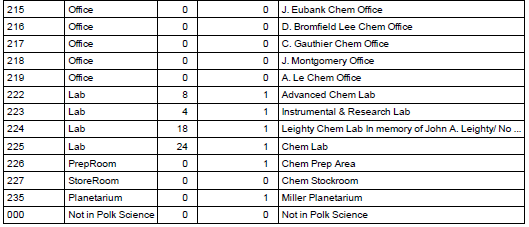 215 Office 0 0 J. Eubank Chem Office
216 Office 0 0 D. Bromfield Lee Chem Office
217 Office 0 0 C. Gauthier Chem Office
218 Office 0 0 J. Montgomery Office
219 Office 0 0 A. Le Chem Office
222 Lab 8 1 Advanced Chem Lab
223 Lab 4 1 Instrumental & Research Lab
224 Lab 18 1 Leighty Chem Lab In memory of John A. Leighty/ No ...
225 Lab 24 1 Chem Lab
226 PrepRoom 0 1 Chem Prep Area
227 StoreRoom 0 0 Chem Stockroom
235 Planetarium 0 1 Miller Planetarium
000 Not in Polk Science 0 0 Not in Polk Science